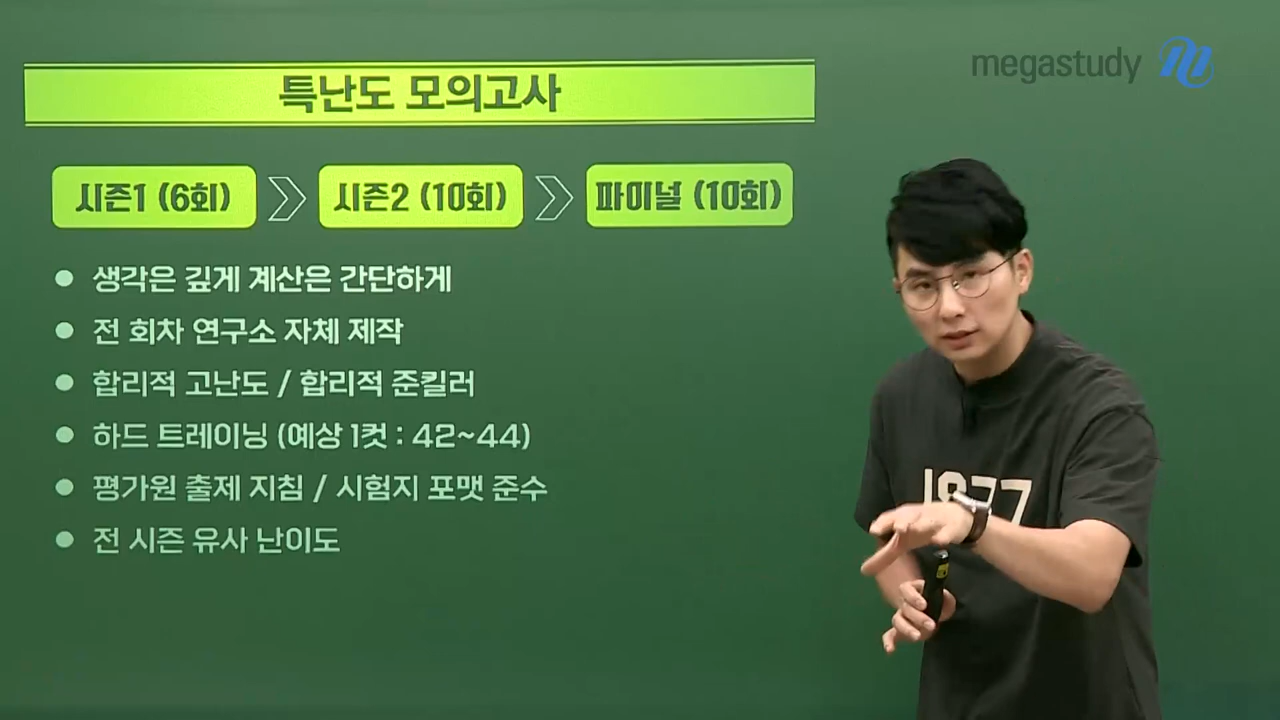 megastudy
특난도 모의고사
시즌1 (6회) 시즌2 (10회) 파이널 (10회)
● 생각은 깊게 계산은 간단하게
● 전 회차 연구소 자체 제작
● 합리적 고난도 / 합리적 준킬러
● 하드 트레이닝 (예상 1컷 : 42~44)
● 평가원 출제 지침 / 시험지 포맷 준수
● 전 시즌 유사 난이도
1977